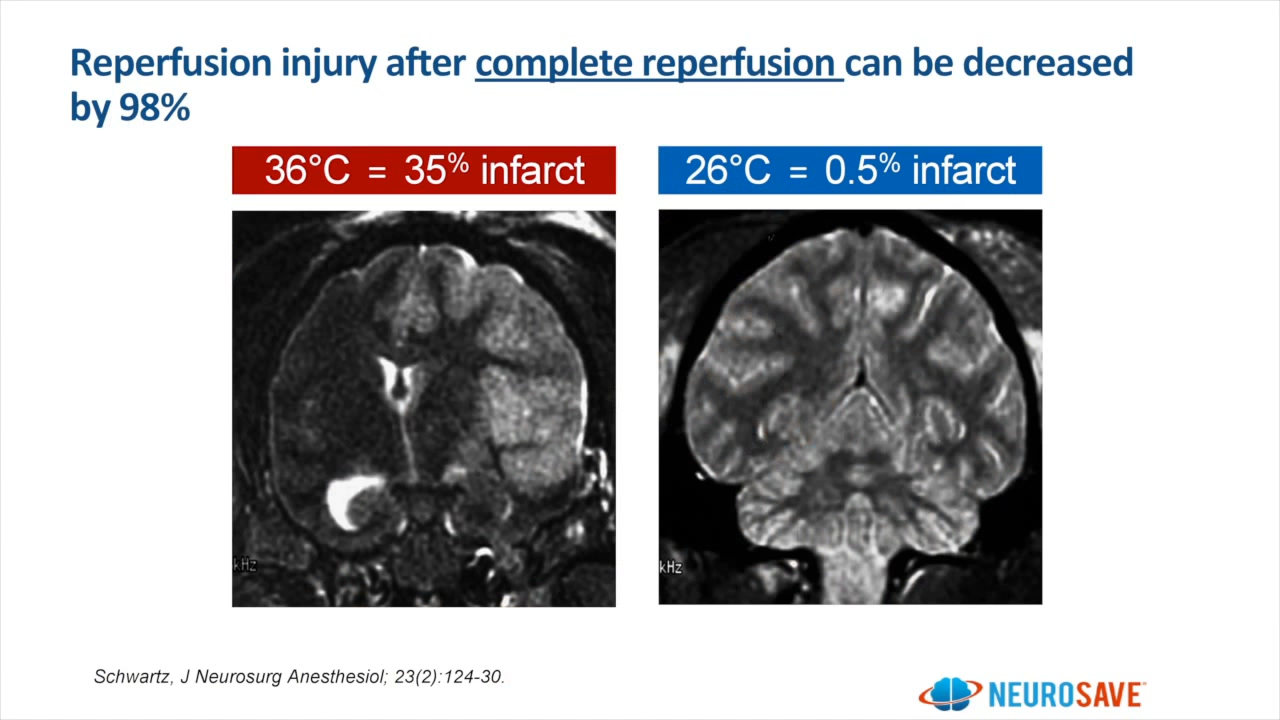 Reperfusion injury after complete reperfusion can be decreased
by 98%
36°C = 35% infarct
26°C = 0.5% infarct
kHz
kHz
Schwartz, J Neurosurg Anesthesiol; 23(2):124-30.
NEUROSAVE